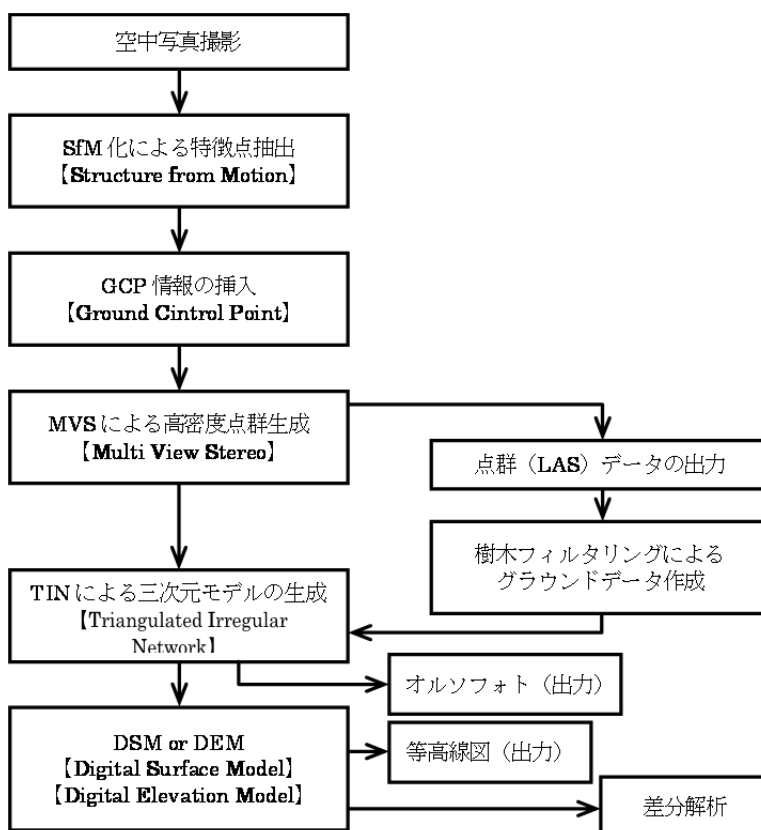 空中写真撮影
SfM 化による特徴点抽出
【Structure from Motion】
GCP 情報の挿入
【Ground Cintrol Point】
MVS による高密度点群生成
【Multi View Stereo】
点群（LAS）データの出力
樹木フィルタリングによる
グラウンドデータ作成
TIN による三次元モデルの生成
【Triangulated Irregular
Network】
オルソフォト（出力）
DSM or DEM
【Digital Surface Model】
【Digital Elevation Model】
等高線図（出力）
差分解析